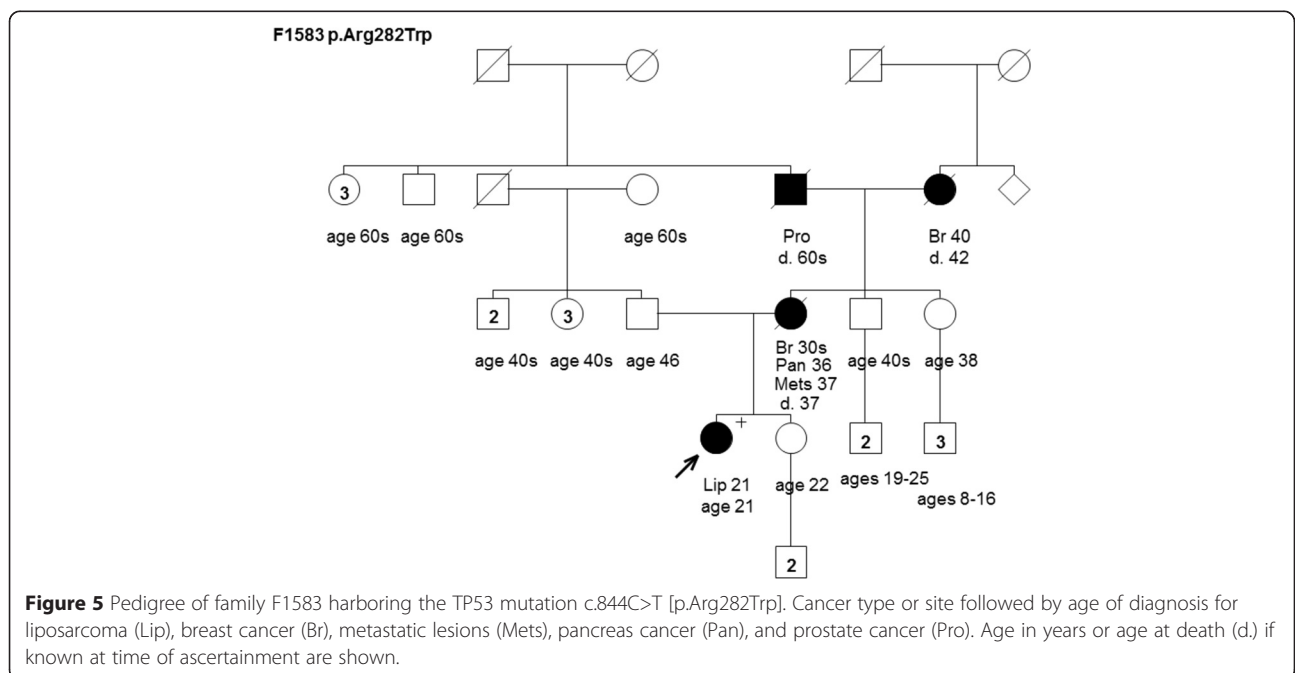 F1583 p.Arg282Trp
3
age 60s age 60s age 60s Pro Br 40
d. 60s d. 42
2 3
age 40s age 40s age 46 Br 30s age 40s age 38
Pan 36
Mets 37
d. 37
+
2 3
Lip 21 age 22 ages 19-25
age 21 ages 8-16
2
Figure 5 Pedigree of family F1583 harboring the TP53 mutation c.844C>T [p.Arg282Trp]. Cancer type or site followed by age of diagnosis for
liposarcoma (Lip), breast cancer (Br), metastatic lesions (Mets), pancreas cancer (Pan), and prostate cancer (Pro). Age in years or age at death (d.) if
known at time of ascertainment are shown.